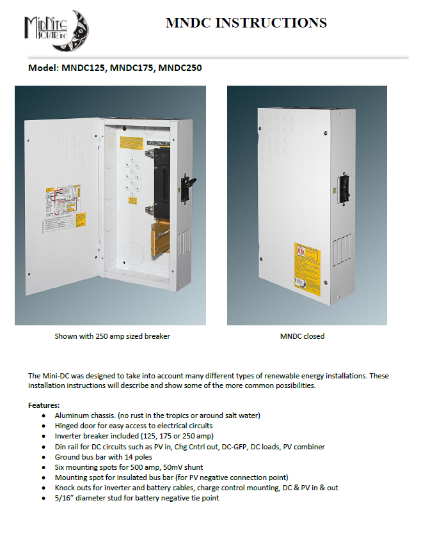 MIDNITE
SOLAR INC.
MNDC INSTRUCTIONS
Model: MNDC125, MNDC175, MNDC250
Shown with 250 amp sized breaker
MNDC closed
The Mini-DC was designed to take into account many different types of renewable energy installations. These
installation instructions will describe and show some of the more common possibilities.
Features:
• Aluminum chassis. (no rust in the tropics or around salt water)
• Hinged door for easy access to electrical circuits
• Inverter breaker included (125, 175 or 250 amp)
• Din rail for DC circuits such as PV in, Chg Cntrl out, DC-GFP, DC loads, PV combiner
• Ground bus bar with 14 poles
• Six mounting spots for 500 amp, 50mV shunt
• Mounting spot for insulated bus bar (for PV negative connection point)
• Knock outs for inverter and battery cables, charge control mounting, DC & PV in & out
• 5/16” diameter stud for battery negative tie point